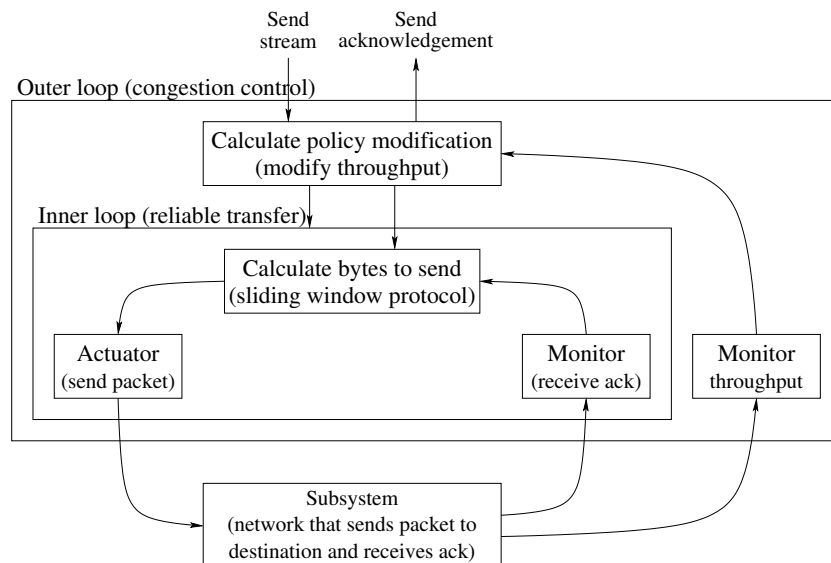 Send
stream
Send
acknowledgement
Outer loop (congestion control)
Calculate policy modification
(modify throughput)
Inner loop (reliable transfer)
Calculate bytes to send
(sliding window protocol)
Actuator
(send packet)
Monitor
(receive ack)
Monitor
throughput
Subsystem
(network that sends packet to
destination and receives ack)